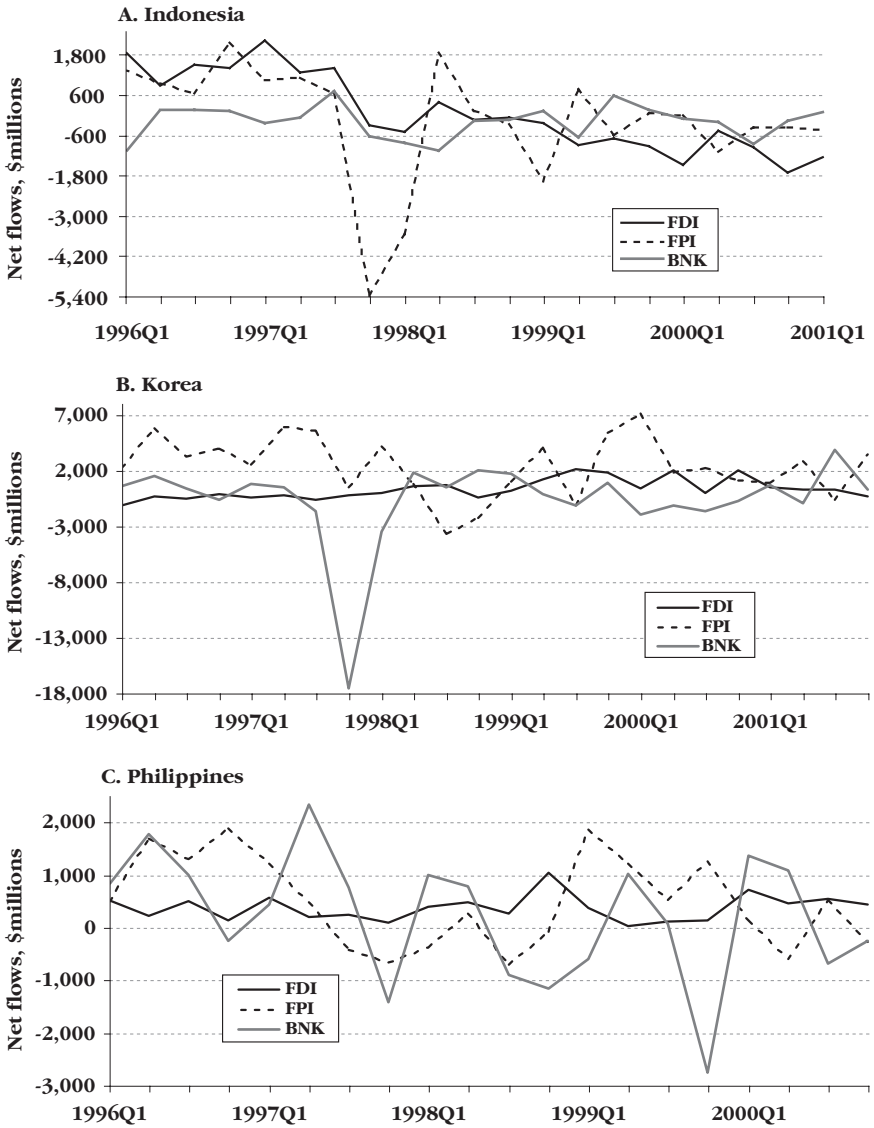 A. Indonesia
Net flows, $millions
1,800
600
-600
-1,800
-3,000
-4,200
-5,400
FDI
FPI
BNK
1996Q1 1997Q1 1998Q1 1999Q1 2000Q1 2001Q1
B. Korea
Net flows, $millions
7,000
2,000
-3,000
-8,000
-13,000
-18,000
FDI
FPI
BNK
1996Q1 1997Q1 1998Q1 1999Q1 2000Q1 2001Q1
C. Philippines
Net flows, $millions
2,000
1,000
0
-1,000
-2,000
-3,000
FDI
FPI
BNK
1996Q1 1997Q1 1998Q1 1999Q1 2000Q1